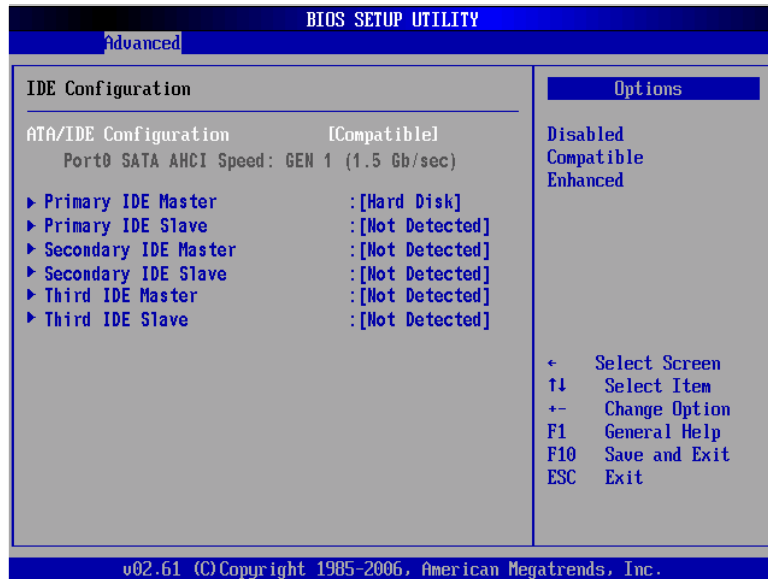 BIOS SETUP UTILITY
Advanced
IDE Configuration
ATA/IDE Configuration [Compatible]
Port0 SATA AHCI Speed: GEN 1 (1.5 Gb/sec)
Primary IDE Master :[Hard Disk]
Primary IDE Slave :[Not Detected]
Secondary IDE Master :[Not Detected]
Secondary IDE Slave :[Not Detected]
Third IDE Master :[Not Detected]
Third IDE Slave :[Not Detected]
Options
Disabled
Compatible
Enhanced
← Select Screen
↑↓ Select Item
+- Change Option
F1 General Help
F10 Save and Exit
ESC Exit
v02.61 (C)Copyright 1985-2006, American Megatrends, Inc.